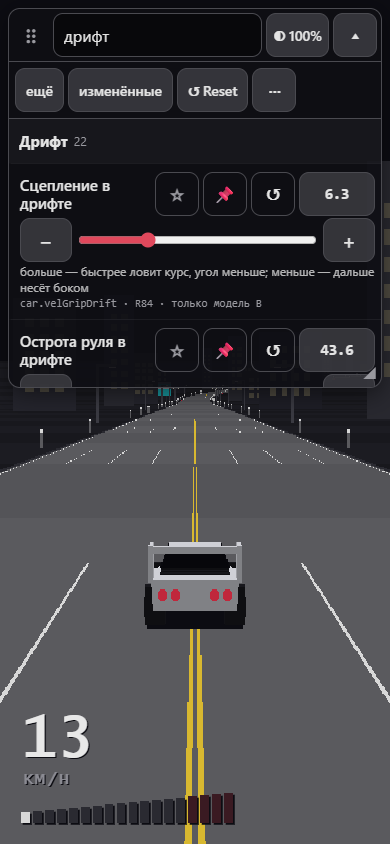 дрифт
100%
ещё
изменённые
Reset
---
Дрифт 22
Сцепление в
дрифте
6.3
− +
больше — быстрее ловит курс, угол меньше; меньше — дальше
несёт боком
car.velGripDrift · R84 · только модель B
Острота руля в
дрифте
43.6
13
KM/H